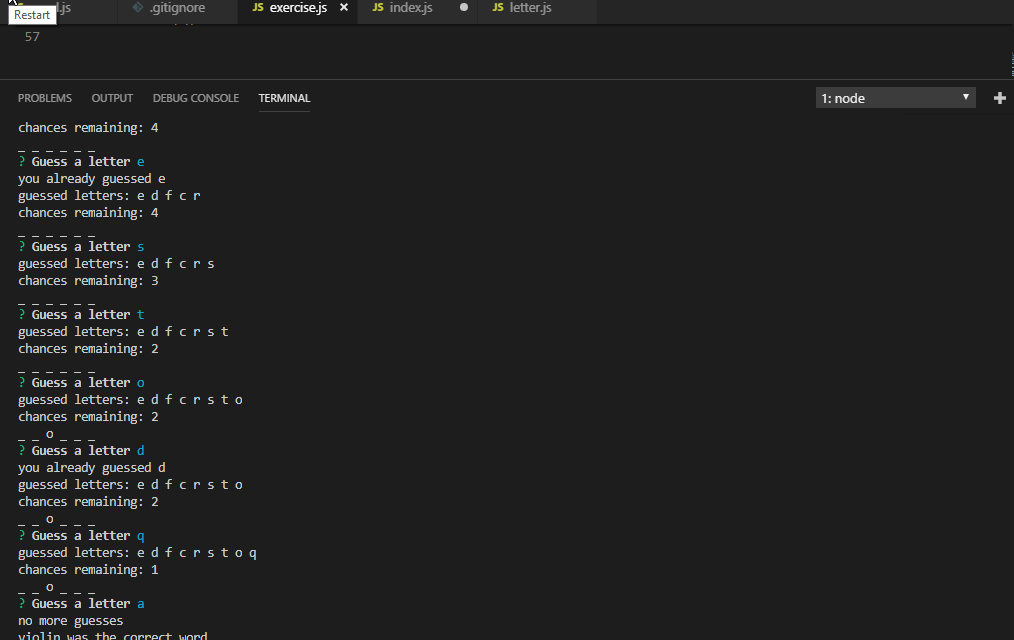 Restart
l.js .gitignore JS exercise.js × JS index.js ● JS letter.js
57
PROBLEMS OUTPUT DEBUG CONSOLE TERMINAL 1: node
chances remaining: 4
_ _ _ _ _ _
? Guess a letter e
you already guessed e
guessed letters: e d f c r
chances remaining: 4
_ _ _ _ _ _
? Guess a letter s
guessed letters: e d f c r s
chances remaining: 3
_ _ _ _ _ _
? Guess a letter t
guessed letters: e d f c r s t
chances remaining: 2
_ _ _ _ _ _
? Guess a letter o
guessed letters: e d f c r s t o
chances remaining: 2
_ _ o _ _ _
? Guess a letter d
you already guessed d
guessed letters: e d f c r s t o
chances remaining: 2
_ _ o _ _ _
? Guess a letter q
guessed letters: e d f c r s t o q
chances remaining: 1
_ _ o _ _ _
? Guess a letter a
no more guesses
violin was the correct word